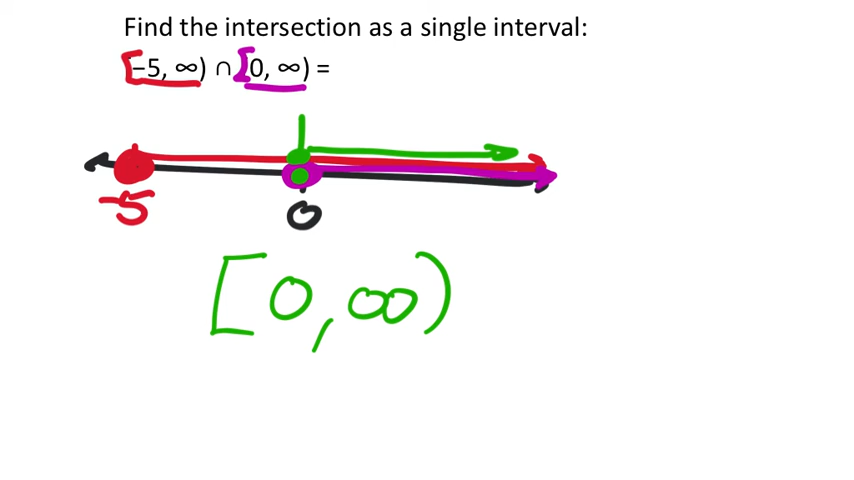 Find the intersection as a single interval:
[−5, ∞) ∩ [0, ∞) =
-5
0
[0, ∞)